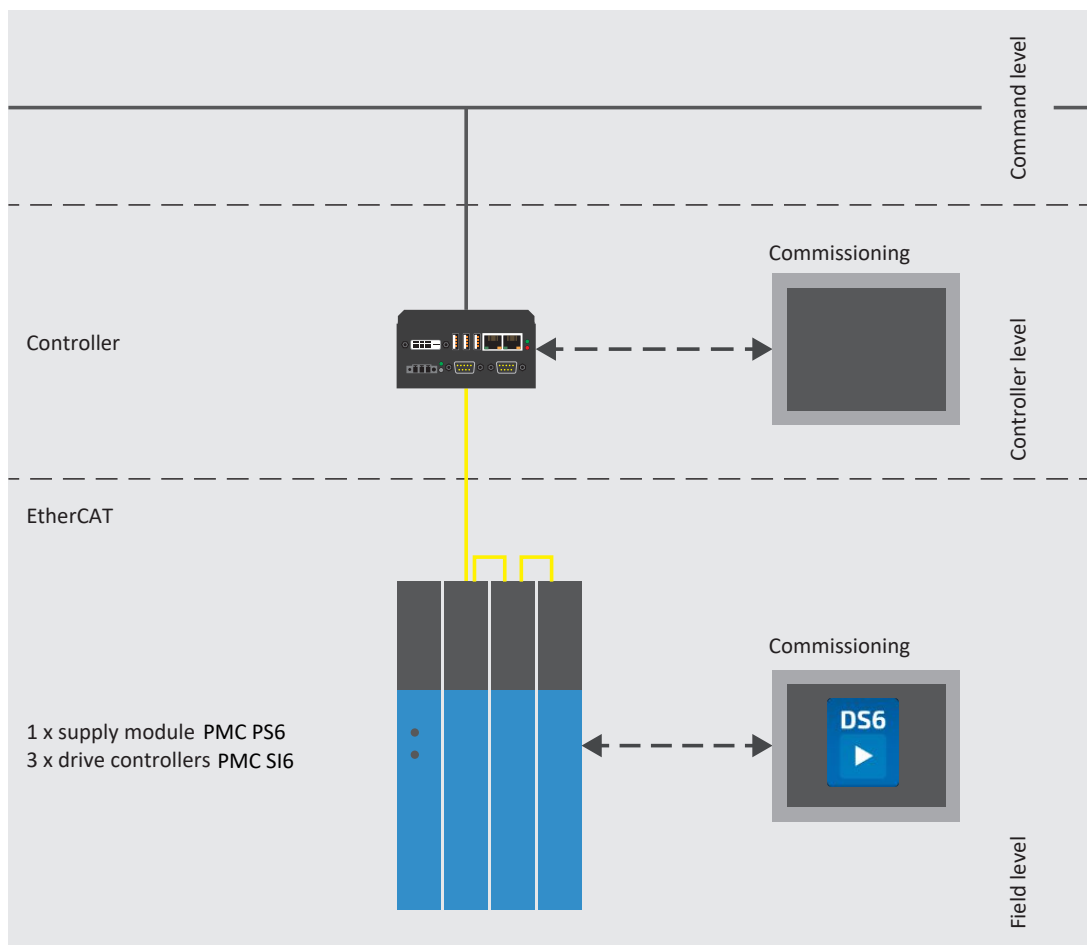 Command level
Commissioning
Controller
Controller level
EtherCAT
Commissioning
DS6
1 x supply module PMC PS6
3 x drive controllers PMC SI6
Field level